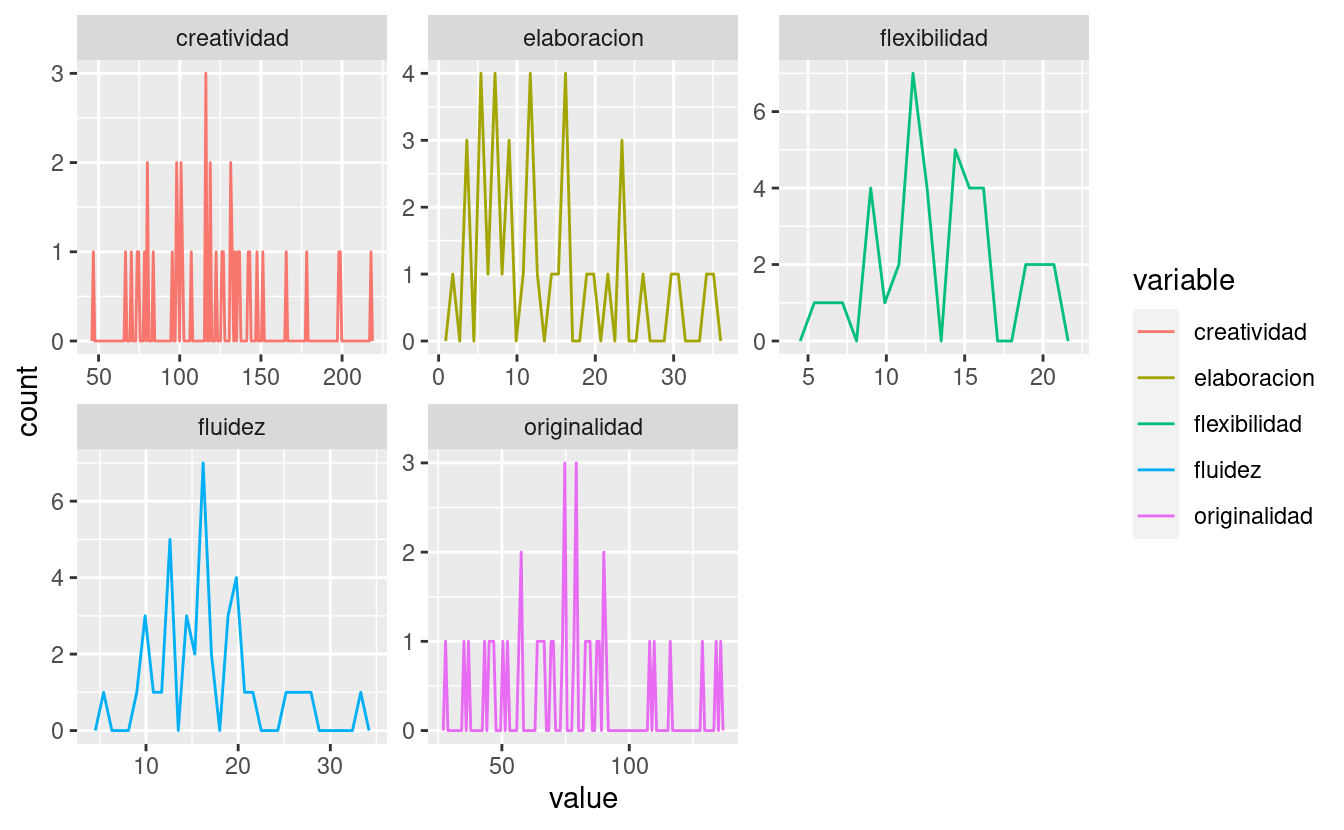 creatividad
elaboracion
flexibilidad
3
2
1
0
50
100
150
200
4
3
2
1
0
0
10
20
30
6
4
2
0
5
10
15
20
count
fluidez
originalidad
6
4
2
0
10
20
30
3
2
1
0
50
100
value
variable
creatividad
elaboracion
flexibilidad
fluidez
originalidad